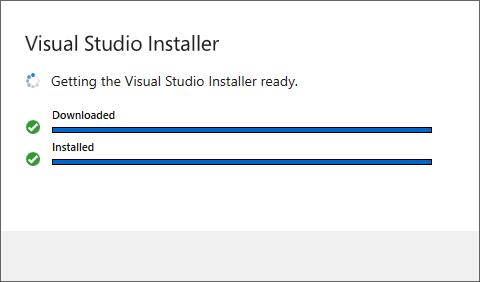 Visual Studio Installer
Getting the Visual Studio Installer ready.
Downloaded
Installed